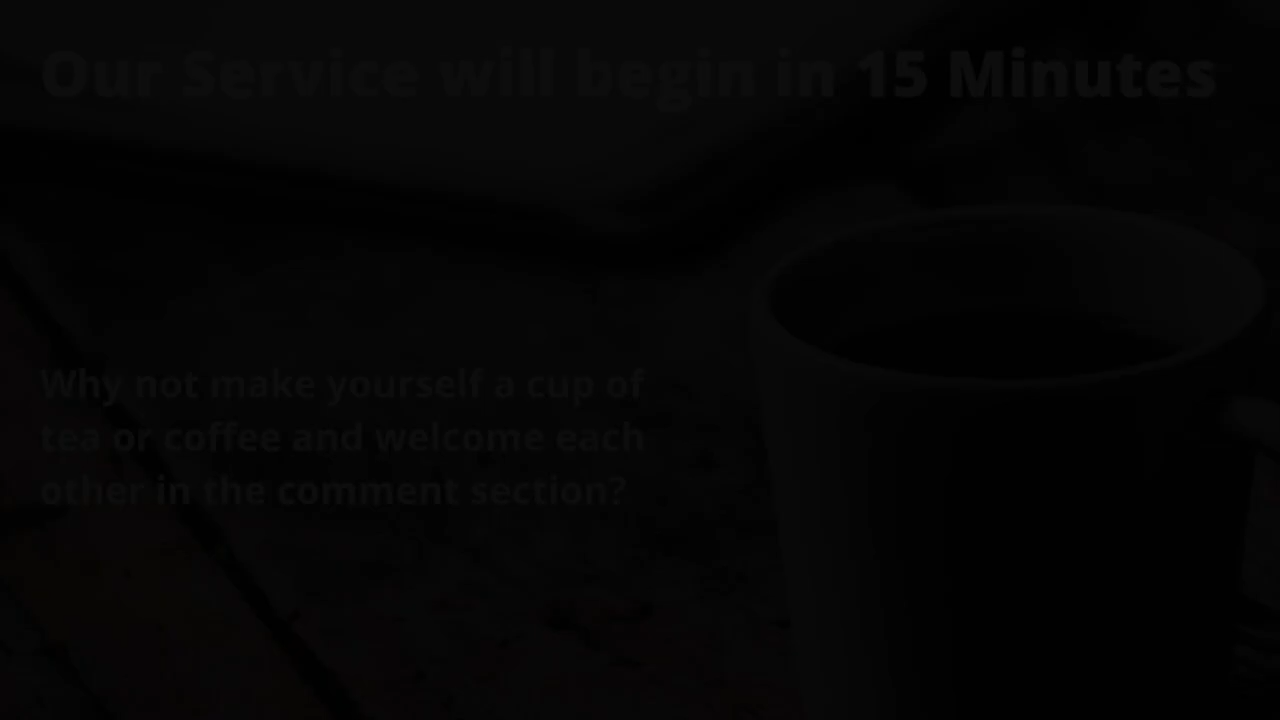 Our Service will begin in 15 Minutes
Why not make yourself a cup of
tea or coffee and welcome each
other in the comment section?